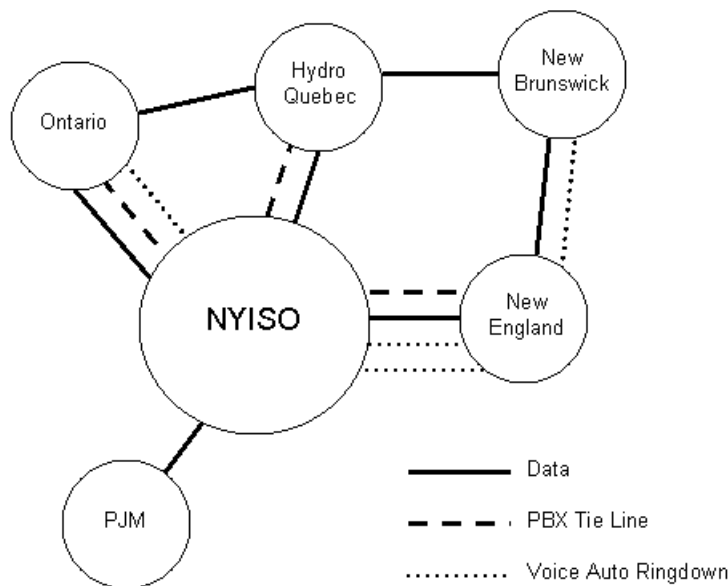 Hydro
Quebec
New
Brunswick
Ontario
NYISO
New
England
PJM
Data
PBX Tie Line
Voice Auto Ringdown